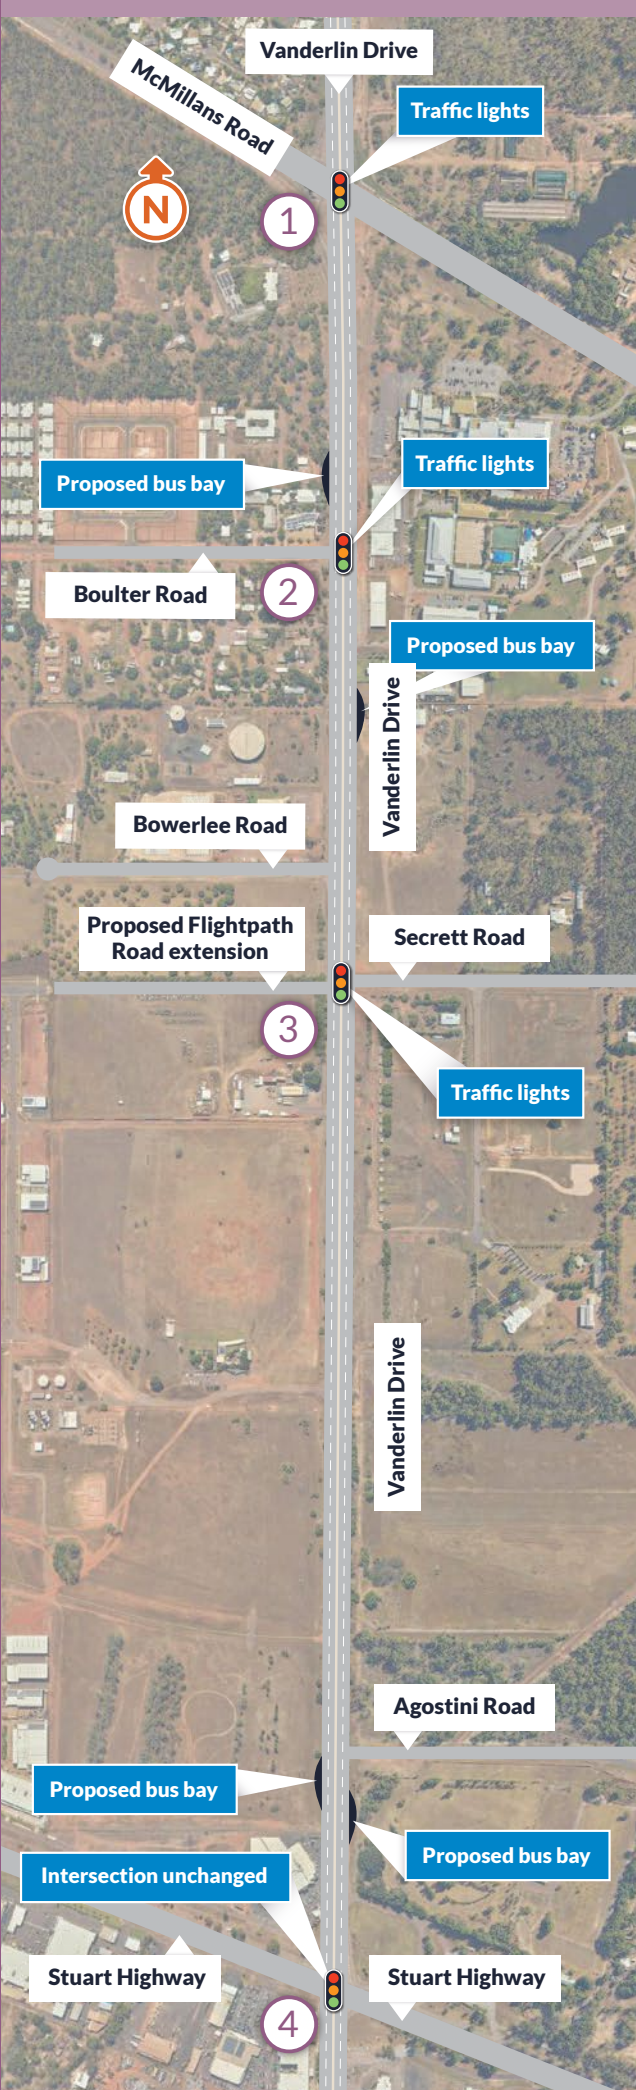 Vanderlin Drive
McMillans Road
Traffic lights
N
1
Traffic lights
Proposed bus bay
Boulter Road
2
Proposed bus bay
Vanderlin Drive
Bowerlee Road
Proposed Flightpath
Road extension
Secrett Road
3
Traffic lights
Vanderlin Drive
Agostini Road
Proposed bus bay
Proposed bus bay
Intersection unchanged
Stuart Highway
Stuart Highway
4